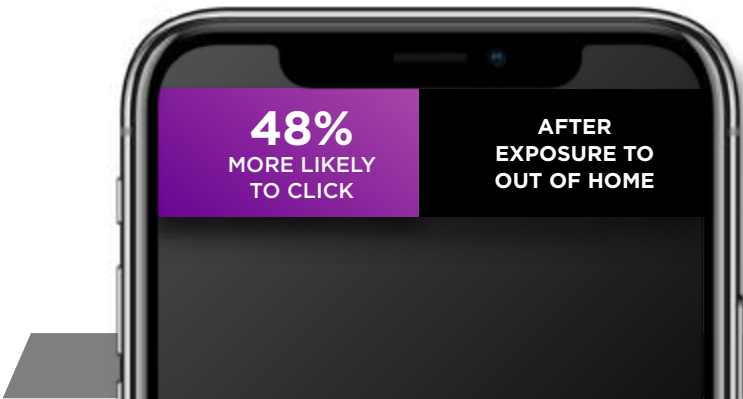 48%
MORE LIKELY
TO CLICK
AFTER
EXPOSURE TO
OUT OF HOME